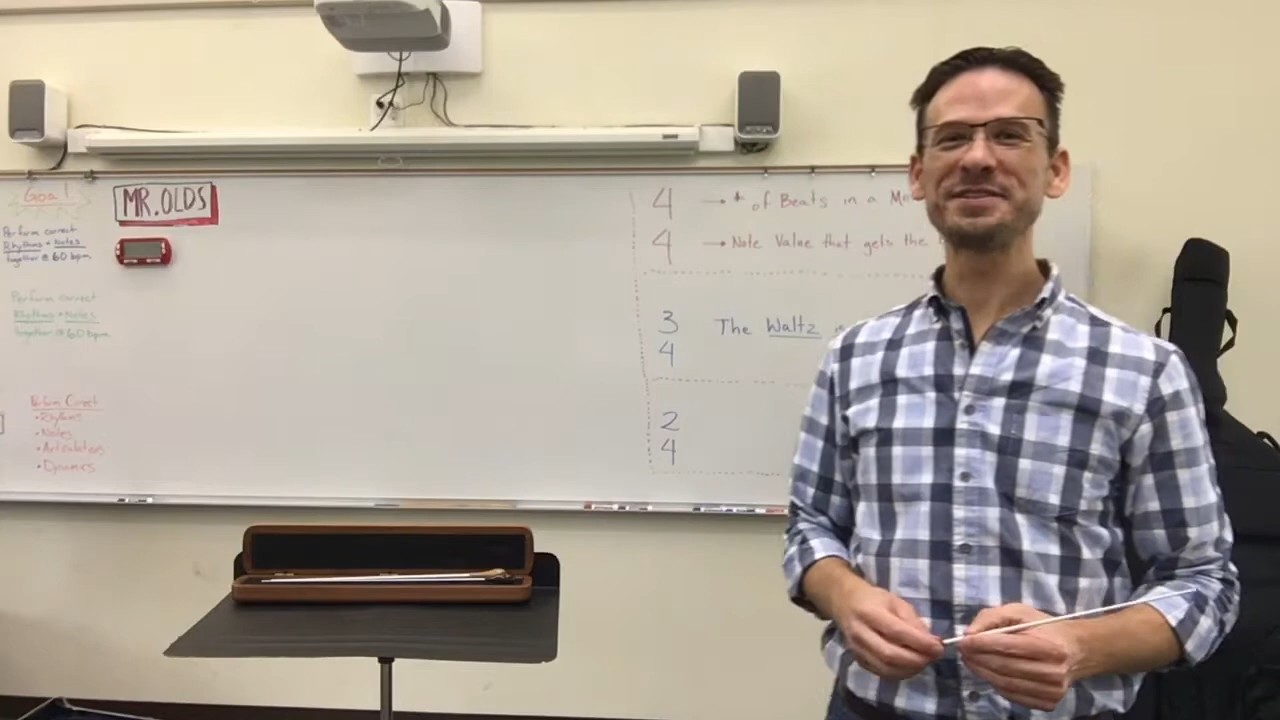 Goal
Perform correct
Rhythms + Notes
together @ 60 bpm
Perform correct
Rhythms + Notes
together @ 60 bpm
Perform Correct
• Rhythms
• Notes
• Articulation
• Dynamics
MR. OLDS
4 → # of Beats in a
4 → Note Value that gets the
3
4
The Waltz
2
4